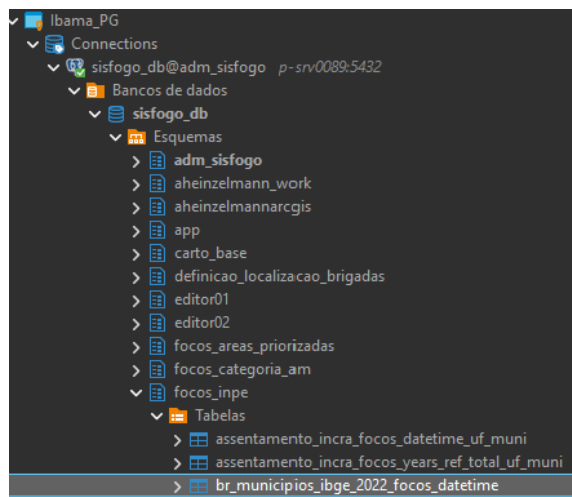 Ibama_PG
Connections
sisfogo_db@adm_sisfogo p-srv0089:5432
Bancos de dados
sisfogo_db
Esquemas
adm_sisfogo
aheinzelmann_work
aheinzelmannarcgis
app
carto_base
definicao_localizacao_brigadas
editor01
editor02
focos_areas_priorizadas
focos_categoria_am
focos_inpe
Tabelas
assentamento_incra_focos_datetime_uf_muni
assentamento_incra_focos_years_ref_total_uf_muni
br_municipios_ibge_2022_focos_datetime